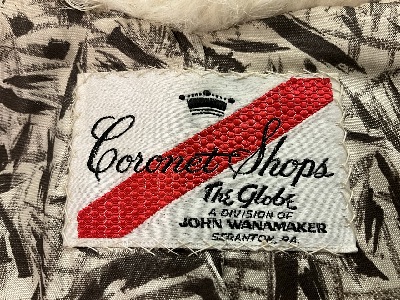 Coronet Shops
The Globe
A DIVISION OF
JOHN WANAMAKER
SCRANTON, PA.